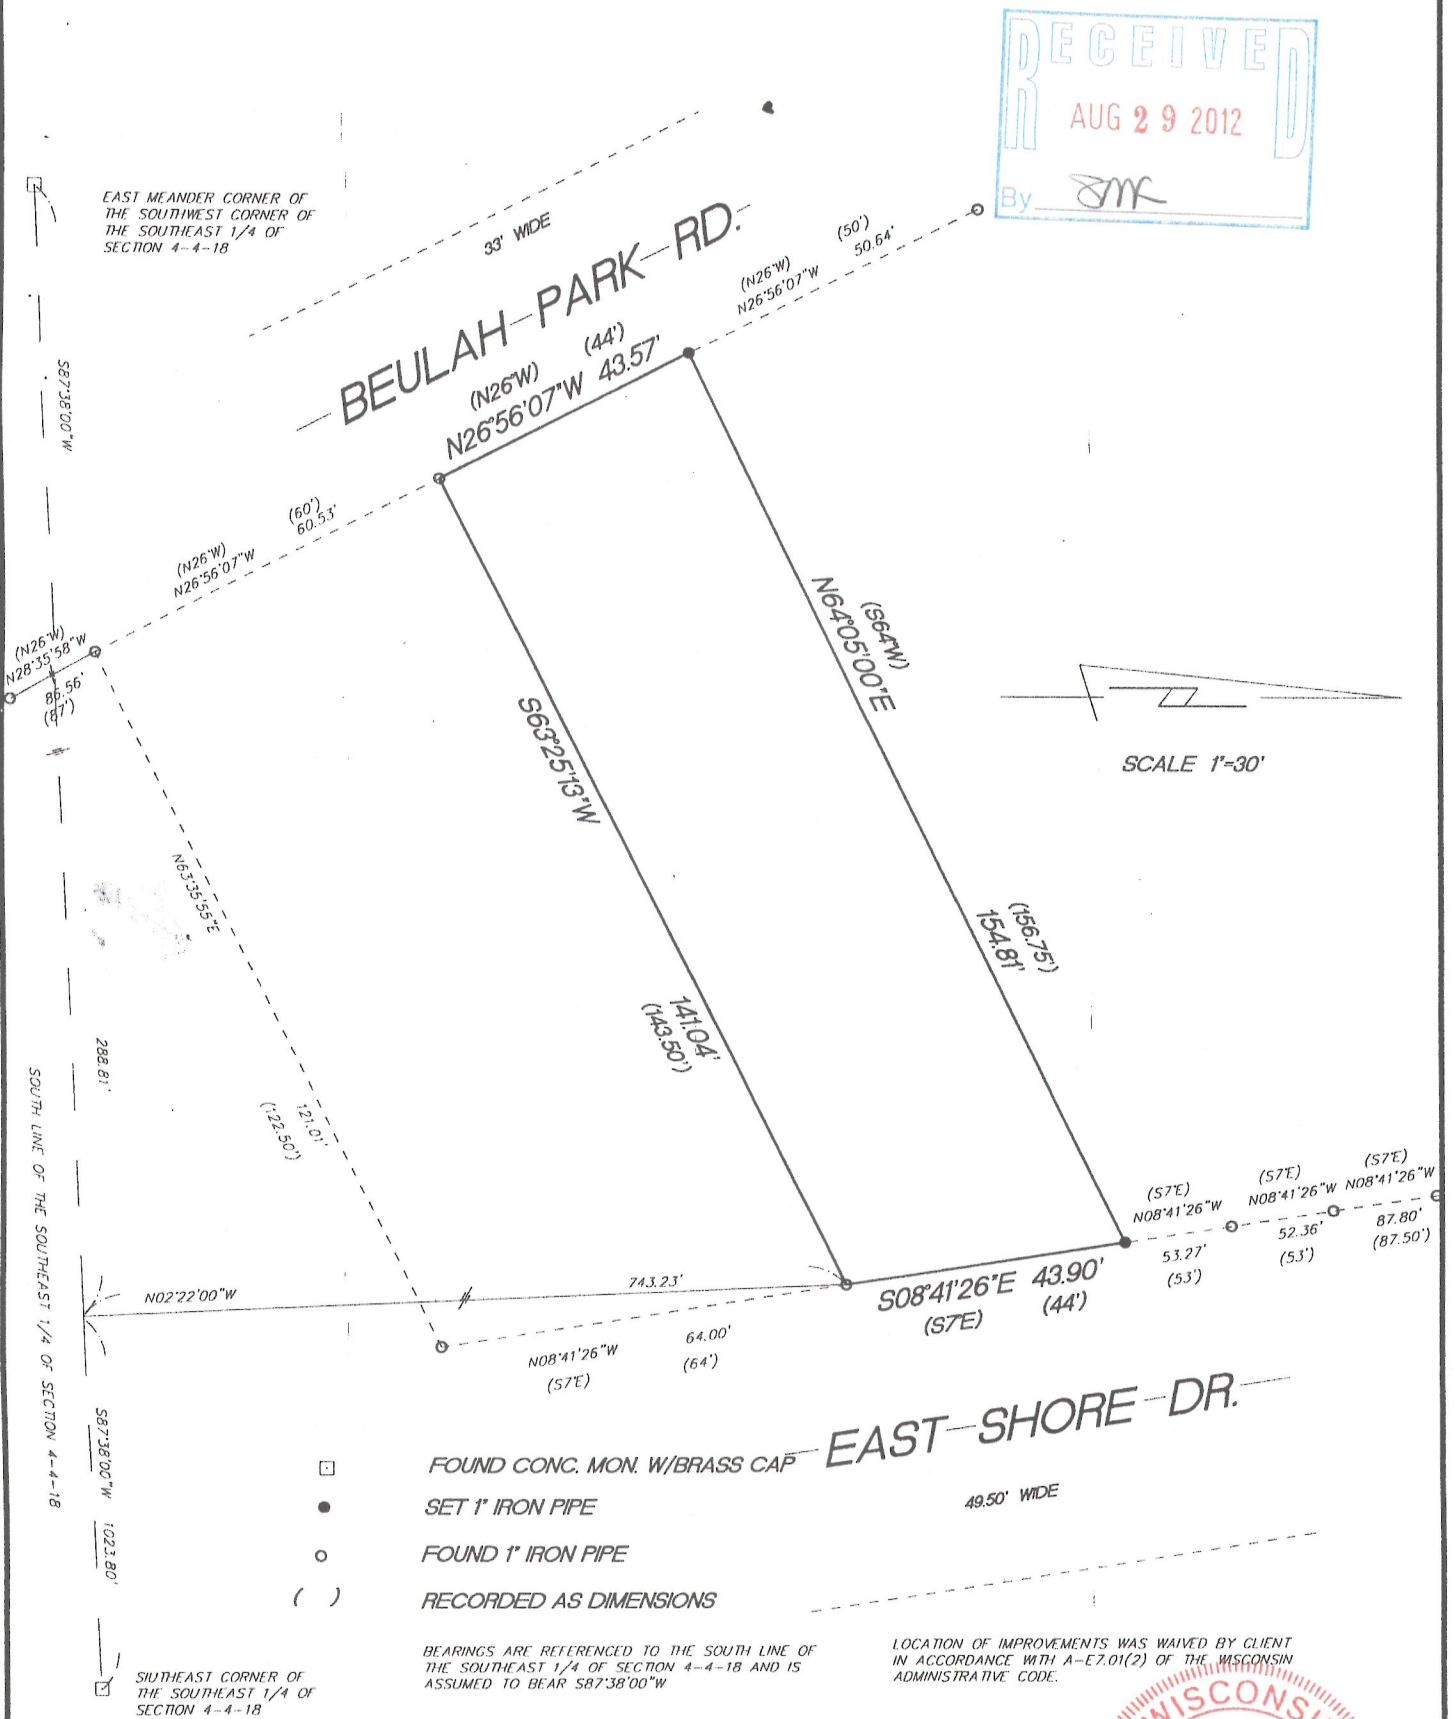 RECEIVED
AUG 29 2012
By SMK
EAST MEANDER CORNER OF
THE SOUTHWEST CORNER OF
THE SOUTHEAST 1/4 OF
SECTION 4-4-18
33' WIDE
BEULAH PARK RD.
(50')
50.64'
(N26°W)
N26°56'07"W
(44')
43.57'
(N26°W)
N26°56'07"W
S87°38'00"W
(60')
60.53'
(N26°W)
N26°56'07"W
(N26°W)
N28°35'58"W
86.56'
(87')
(S64°W)
N64°05'00"E
S63°25'13"W
SCALE 1"=30'
N63°35'55"E
(156.75')
154.81'
141.04'
(143.50')
288.81'
121.01'
(122.50')
SOUTH LINE OF THE SOUTHEAST 1/4 OF SECTION 4-4-18
(S7°E)
N08°41'26"W
53.27'
(53')
(S7°E)
N08°41'26"W
52.36'
(53')
(S7°E)
N08°41'26"W
87.80'
(87.50')
N02°22'00"W
743.23'
S08°41'26"E 43.90'
(S7°E) (44')
N08°41'26"W
(S7°E)
64.00'
(64')
EAST SHORE DR.
49.50' WIDE
S87°38'00"W 1023.80'
FOUND CONC. MON. W/BRASS CAP
SET 1" IRON PIPE
FOUND 1" IRON PIPE
( ) RECORDED AS DIMENSIONS
SIUTHEAST CORNER OF
THE SOUTHEAST 1/4 OF
SECTION 4-4-18
BEARINGS ARE REFERENCED TO THE SOUTH LINE OF
THE SOUTHEAST 1/4 OF SECTION 4-4-18 AND IS
ASSUMED TO BEAR S87°38'00"W
LOCATION OF IMPROVEMENTS WAS WAIVED BY CLIENT
IN ACCORDANCE WITH A-E7.01(2) OF THE WISCONSIN
ADMINISTRATIVE CODE.